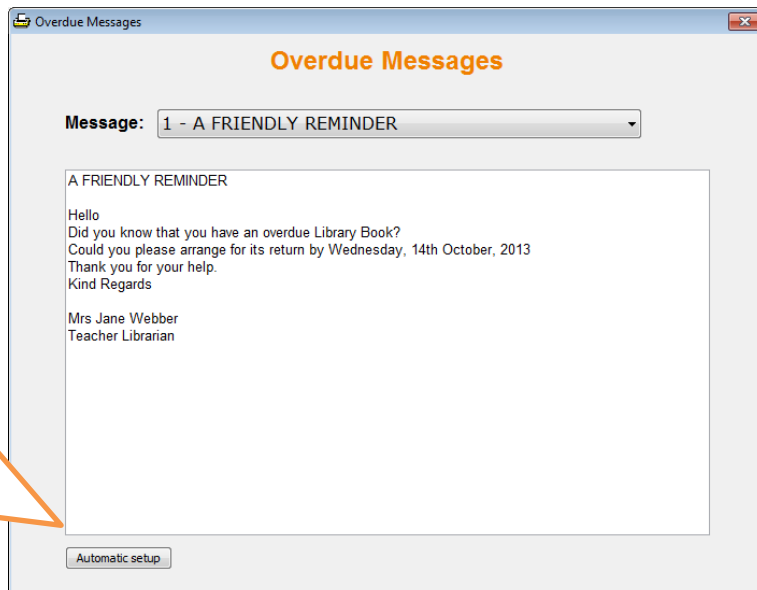 Overdue Messages
Overdue Messages
Message: 1 - A FRIENDLY REMINDER
A FRIENDLY REMINDER
Hello
Did you know that you have an overdue Library Book?
Could you please arrange for its return by Wednesday, 14th October, 2013
Thank you for your help.
Kind Regards
Mrs Jane Webber
Teacher Librarian
Automatic setup